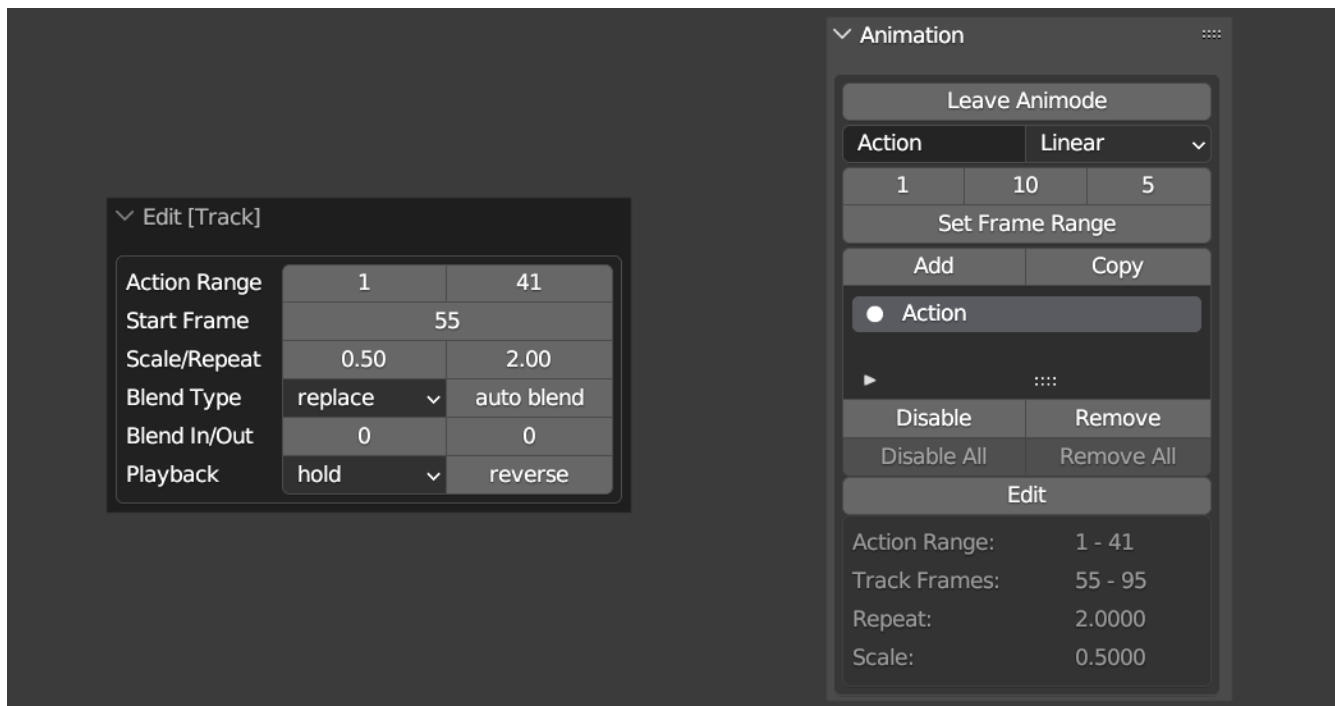 Edit [Track]
Action Range 1 41
Start Frame 55
Scale/Repeat 0.50 2.00
Blend Type replace auto blend
Blend In/Out 0 0
Playback hold reverse
Animation
Leave Animode
Action Linear
1 10 5
Set Frame Range
Add Copy
Action
Disable Remove
Disable All Remove All
Edit
Action Range: 1 - 41
Track Frames: 55 - 95
Repeat: 2.0000
Scale: 0.5000